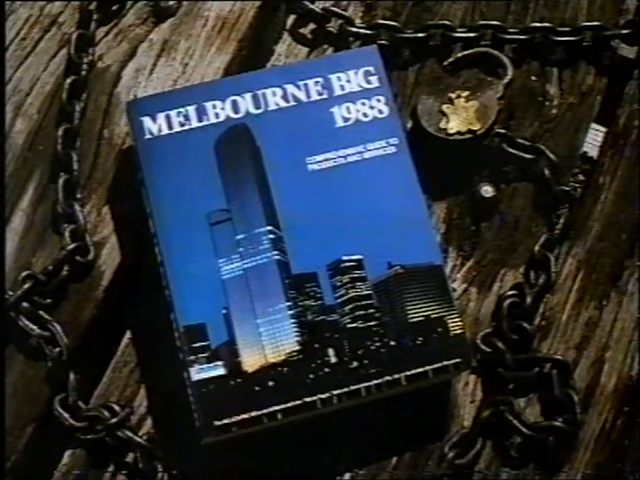 MELBOURNE BIG
1988
COMPREHENSIVE GUIDE TO
PRODUCTS AND SERVICES